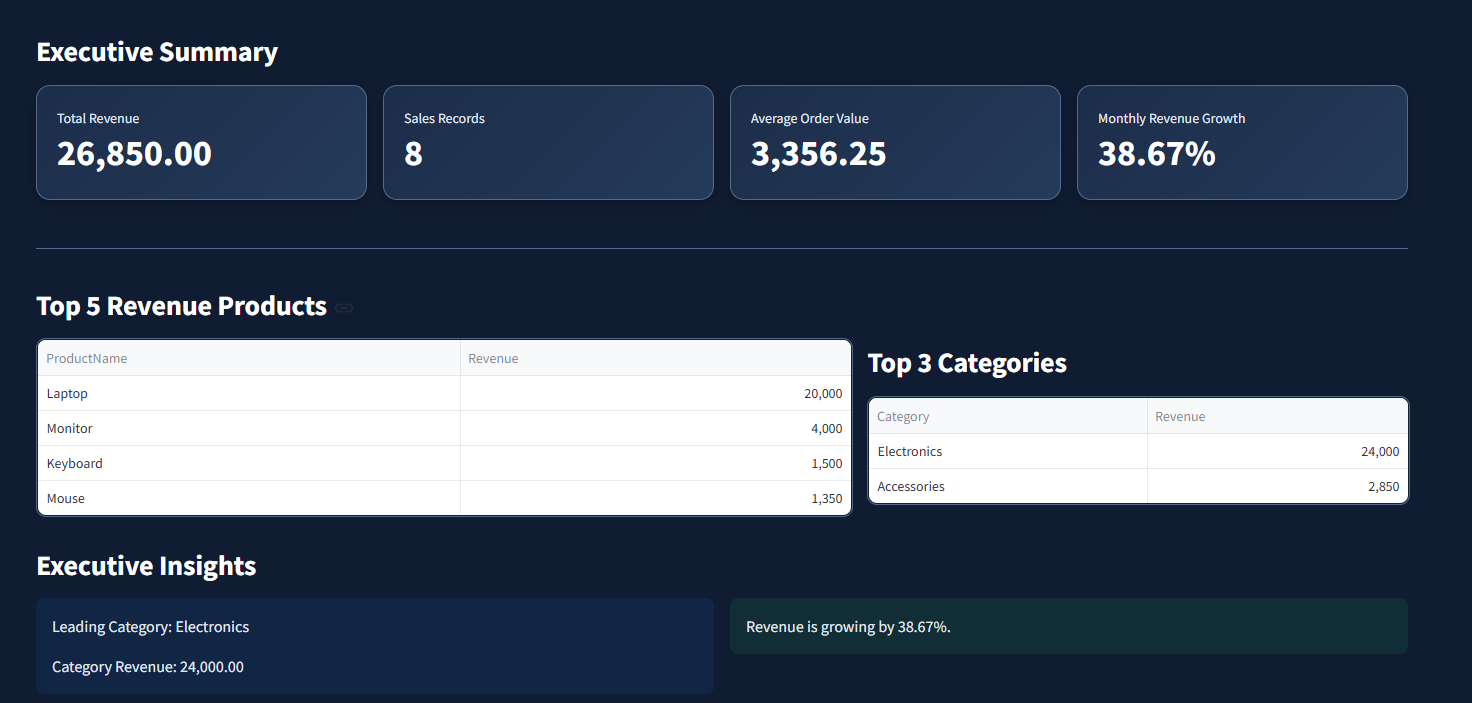 Executive Summary
Total Revenue
26,850.00
Sales Records
8
Average Order Value
3,356.25
Monthly Revenue Growth
38.67%
Top 5 Revenue Products
ProductName Revenue
Laptop 20,000
Monitor 4,000
Keyboard 1,500
Mouse 1,350
Top 3 Categories
Category Revenue
Electronics 24,000
Accessories 2,850
Executive Insights
Leading Category: Electronics
Category Revenue: 24,000.00
Revenue is growing by 38.67%.